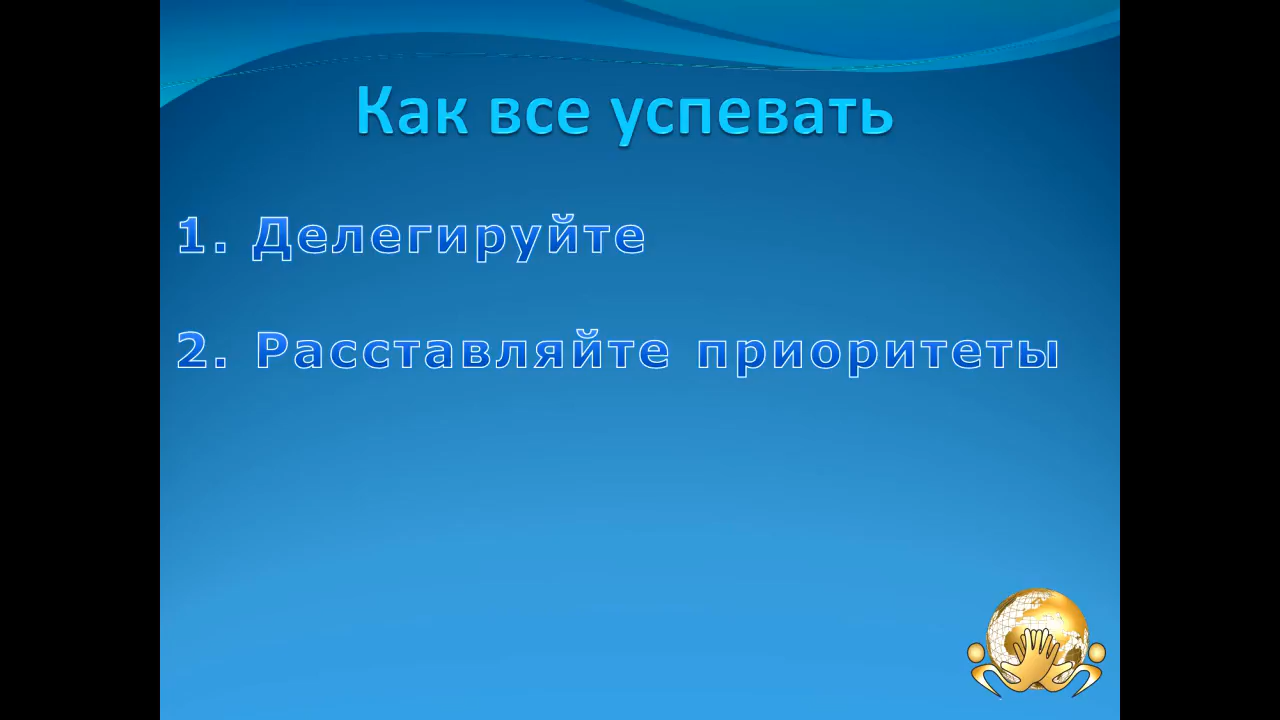 Как все успевать
1. Делегируйте
2. Расставляйте приоритеты